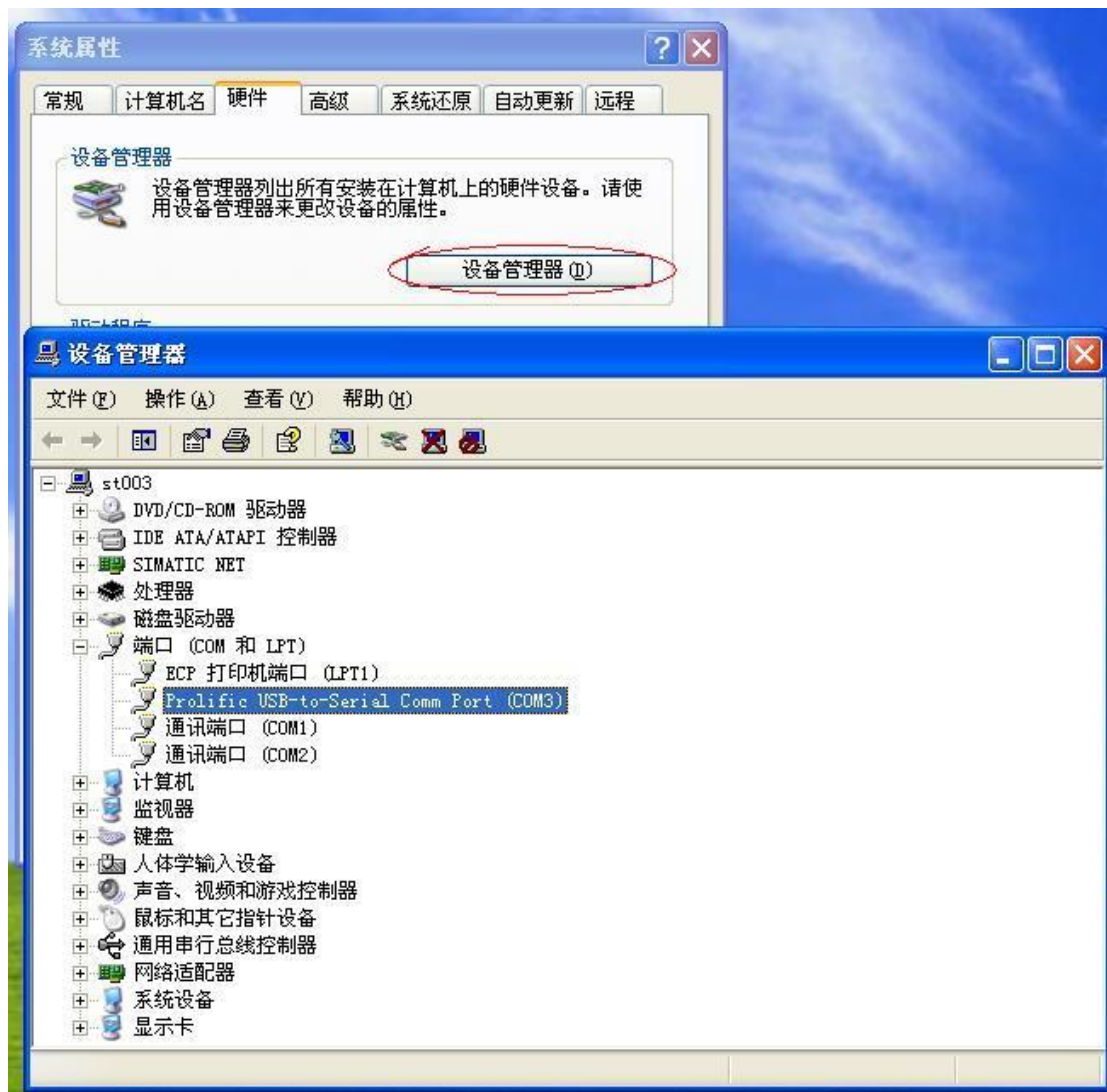 系统属性
常规 计算机名 硬件 高级 系统还原 自动更新 远程
设备管理器
设备管理器列出所有安装在计算机上的硬件设备。请使
用设备管理器来更改设备的属性。
设备管理器(D)
驱动程序
设备管理器
文件(F) 操作(A) 查看(V) 帮助(H)
st003
DVD/CD-ROM 驱动器
IDE ATA/ATAPI 控制器
SIMATIC NET
处理器
磁盘驱动器
端口 (COM 和 LPT)
ECP 打印机端口 (LPT1)
Prolific USB-to-Serial Comm Port (COM3)
通讯端口 (COM1)
通讯端口 (COM2)
计算机
监视器
键盘
人体学输入设备
声音、视频和游戏控制器
鼠标和其它指针设备
通用串行总线控制器
网络适配器
系统设备
显示卡